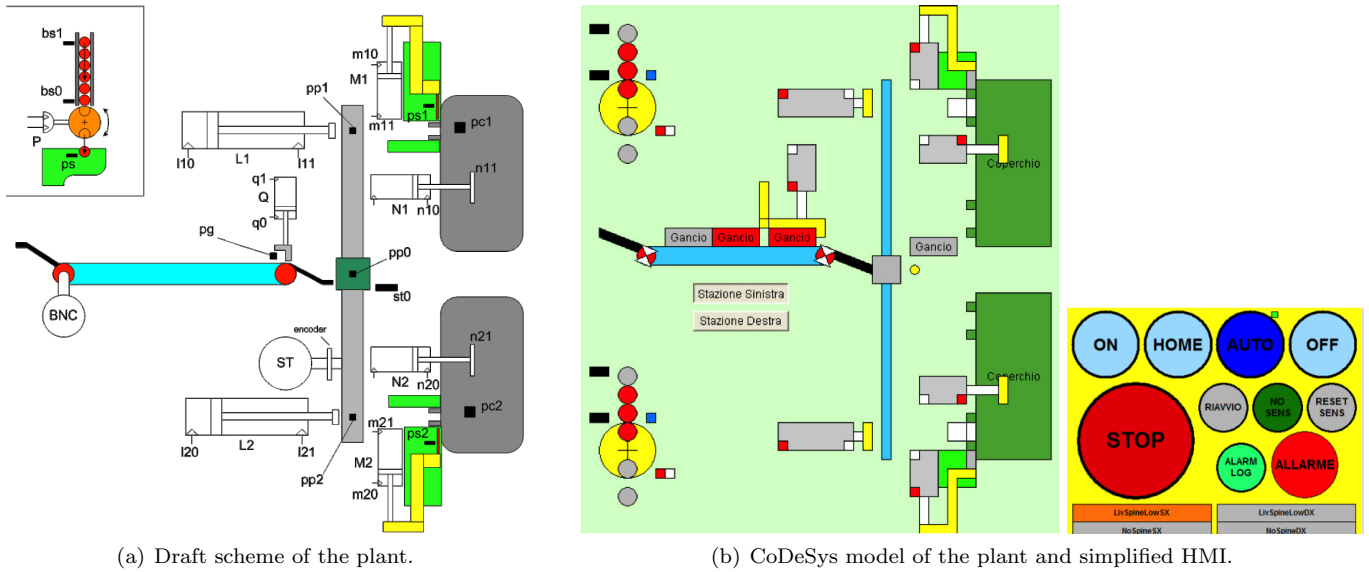 bs1
bs0
P
ps
m10
M1
m11
ps1
pp1
pc1
l10
L1
l11
n11
N1
n10
q1
Q
q0
pg
pp0
st0
BNC
encoder
ST
n21
N2
n20
pc2
m21
ps2
M2
m20
L2
l20
l21
pp2
(a) Draft scheme of the plant.
Coperchio
Gancio
Gancio
Gancio
Gancio
Stazione Sinistra
Stazione Destra
Coperchio
ON
HOME
AUTO
OFF
STOP
RIAVVIO
NO
SENS
RESET
SENS
ALARM
LOG
ALLARME
LivSpineLowSX
LivSpineLowDX
NoSpineSX
NoSpineDX
(b) CoDeSys model of the plant and simplified HMI.